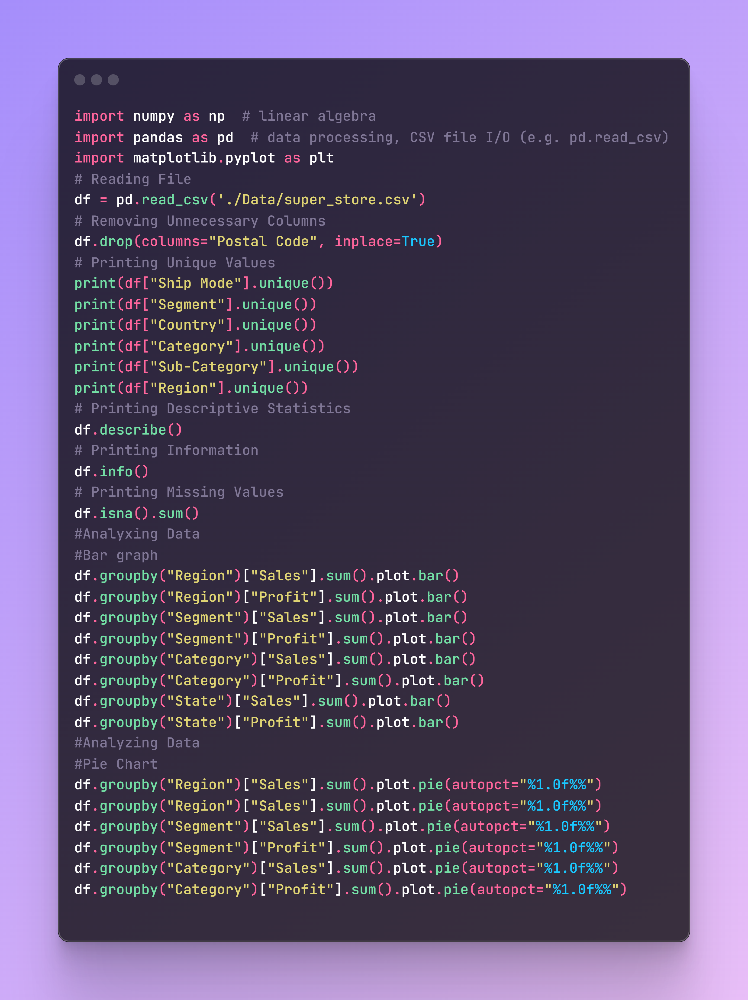 import numpy as np  # linear algebra
import pandas as pd  # data processing, CSV file I/O (e.g. pd.read_csv)
import matplotlib.pyplot as plt
# Reading File
df = pd.read_csv('./Data/super_store.csv')
# Removing Unnecessary Columns
df.drop(columns="Postal Code", inplace=True)
# Printing Unique Values
print(df["Ship Mode"].unique())
print(df["Segment"].unique())
print(df["Country"].unique())
print(df["Category"].unique())
print(df["Sub-Category"].unique())
print(df["Region"].unique())
# Printing Descriptive Statistics
df.describe()
# Printing Information
df.info()
# Printing Missing Values
df.isna().sum()
#Analyxing Data
#Bar graph
df.groupby("Region")["Sales"].sum().plot.bar()
df.groupby("Region")["Profit"].sum().plot.bar()
df.groupby("Segment")["Sales"].sum().plot.bar()
df.groupby("Segment")["Profit"].sum().plot.bar()
df.groupby("Category")["Sales"].sum().plot.bar()
df.groupby("Category")["Profit"].sum().plot.bar()
df.groupby("State")["Sales"].sum().plot.bar()
df.groupby("State")["Profit"].sum().plot.bar()
#Analyzing Data
#Pie Chart
df.groupby("Region")["Sales"].sum().plot.pie(autopct="%1.0f%%")
df.groupby("Region")["Sales"].sum().plot.pie(autopct="%1.0f%%")
df.groupby("Segment")["Sales"].sum().plot.pie(autopct="%1.0f%%")
df.groupby("Segment")["Profit"].sum().plot.pie(autopct="%1.0f%%")
df.groupby("Category")["Sales"].sum().plot.pie(autopct="%1.0f%%")
df.groupby("Category")["Profit"].sum().plot.pie(autopct="%1.0f%%")